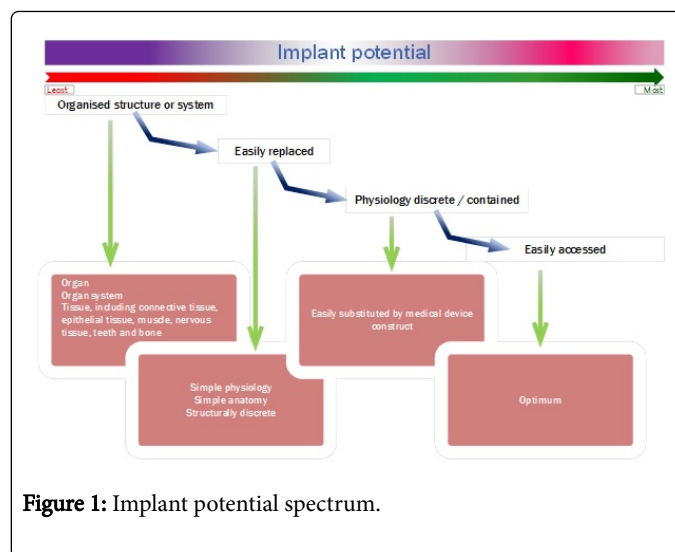 Implant potential
Least
Most
Organised structure or system
Easily replaced
Physiology discrete / contained
Easily accessed
Organ
Organ system
Tissue, including connective tissue,
epithelial tissue, muscle, nervous
tissue, teeth and bone
Easily substituted by medical device
construct
Simple physiology
Simple anatomy
Structurally discrete
Optimum
Figure 1: Implant potential spectrum.